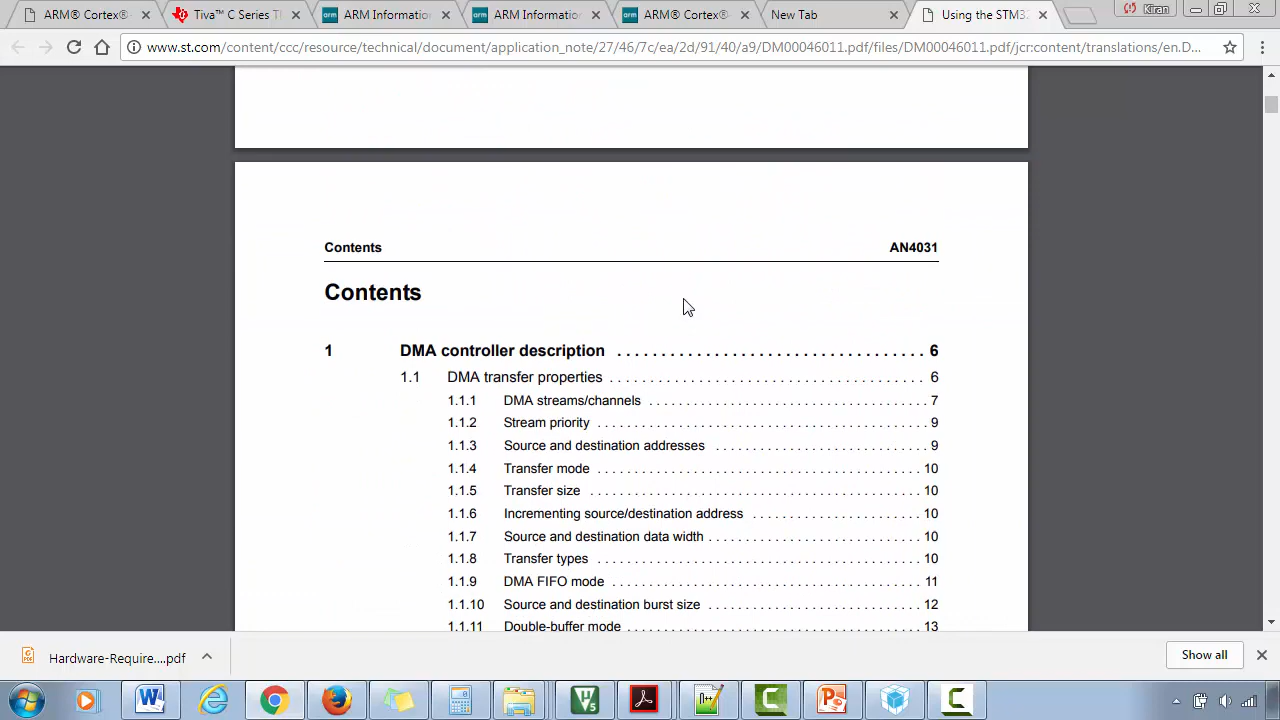 ARM® Cortex®-
Tiva™ C Series T
ARM Informatio
ARM Informatio
ARM® Cortex®-
New Tab
Using the STM3
Kiran
www.st.com/content/ccc/resource/technical/document/application_note/27/46/7c/ea/2d/91/40/a9/DM00046011.pdf/files/DM00046011.pdf/jcr:content/translations/en.D...
Contents AN4031
Contents
1 DMA controller description . . . . . . . . . . . . . . . . . . . . . . . . . . . . . . . . . 6
1.1 DMA transfer properties . . . . . . . . . . . . . . . . . . . . . . . . . . . . . . . . . . . . . . . 6
1.1.1 DMA streams/channels . . . . . . . . . . . . . . . . . . . . . . . . . . . . . . . . . . . 7
1.1.2 Stream priority . . . . . . . . . . . . . . . . . . . . . . . . . . . . . . . . . . . . . . . . . . 9
1.1.3 Source and destination addresses . . . . . . . . . . . . . . . . . . . . . . . . . . . 9
1.1.4 Transfer mode . . . . . . . . . . . . . . . . . . . . . . . . . . . . . . . . . . . . . . . . . 10
1.1.5 Transfer size . . . . . . . . . . . . . . . . . . . . . . . . . . . . . . . . . . . . . . . . . . 10
1.1.6 Incrementing source/destination address . . . . . . . . . . . . . . . . . . . . . 10
1.1.7 Source and destination data width . . . . . . . . . . . . . . . . . . . . . . . . . . 10
1.1.8 Transfer types . . . . . . . . . . . . . . . . . . . . . . . . . . . . . . . . . . . . . . . . . 10
1.1.9 DMA FIFO mode . . . . . . . . . . . . . . . . . . . . . . . . . . . . . . . . . . . . . . . 11
1.1.10 Source and destination burst size . . . . . . . . . . . . . . . . . . . . . . . . . . 12
1.1.11 Double-buffer mode . . . . . . . . . . . . . . . . . . . . . . . . . . . . . . . . . . . . . 13
Hardware-Require....pdf
Show all